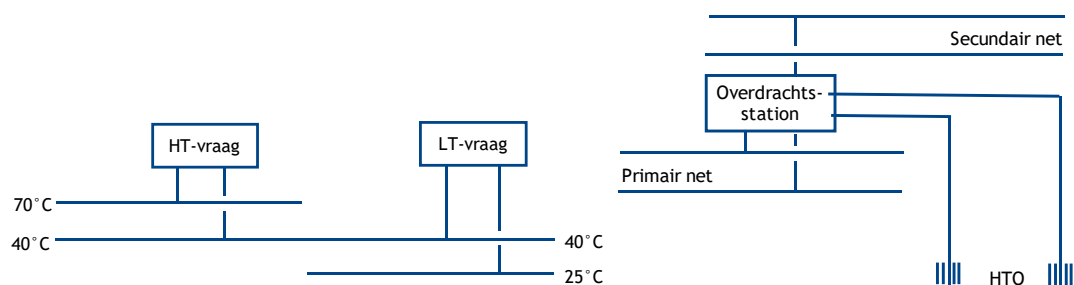 HT-vraag
LT-vraag
70°C
40°C
40°C
25°C
Secundair net
Overdrachts-
station
Primair net
HTO